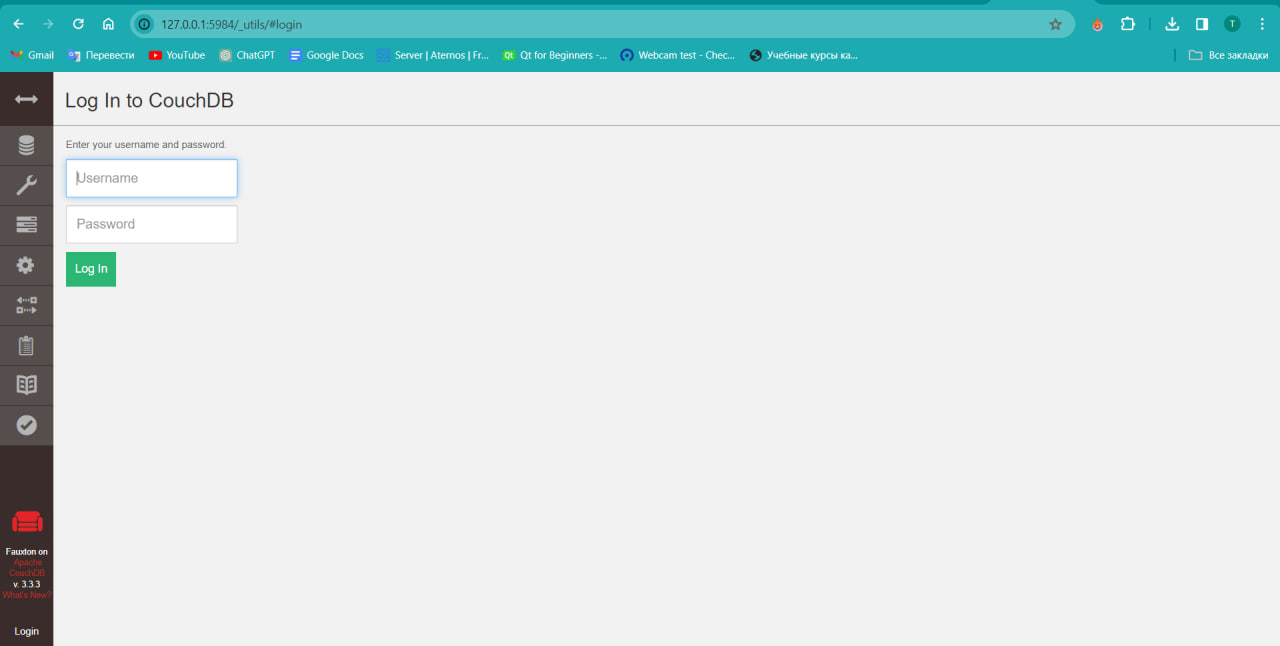 127.0.0.1:5984/_utils/#login
T
Gmail Перевести YouTube ChatGPT Google Docs Server | Aternos | Fr... Qt Qt for Beginners -... Webcam test - Chec... Учебные курсы ка... Все закладки
Log In to CouchDB
Enter your username and password.
Username
Password
Log In
Fauxton on
Apache
CouchDB
v. 3.3.3
What's New?
Login